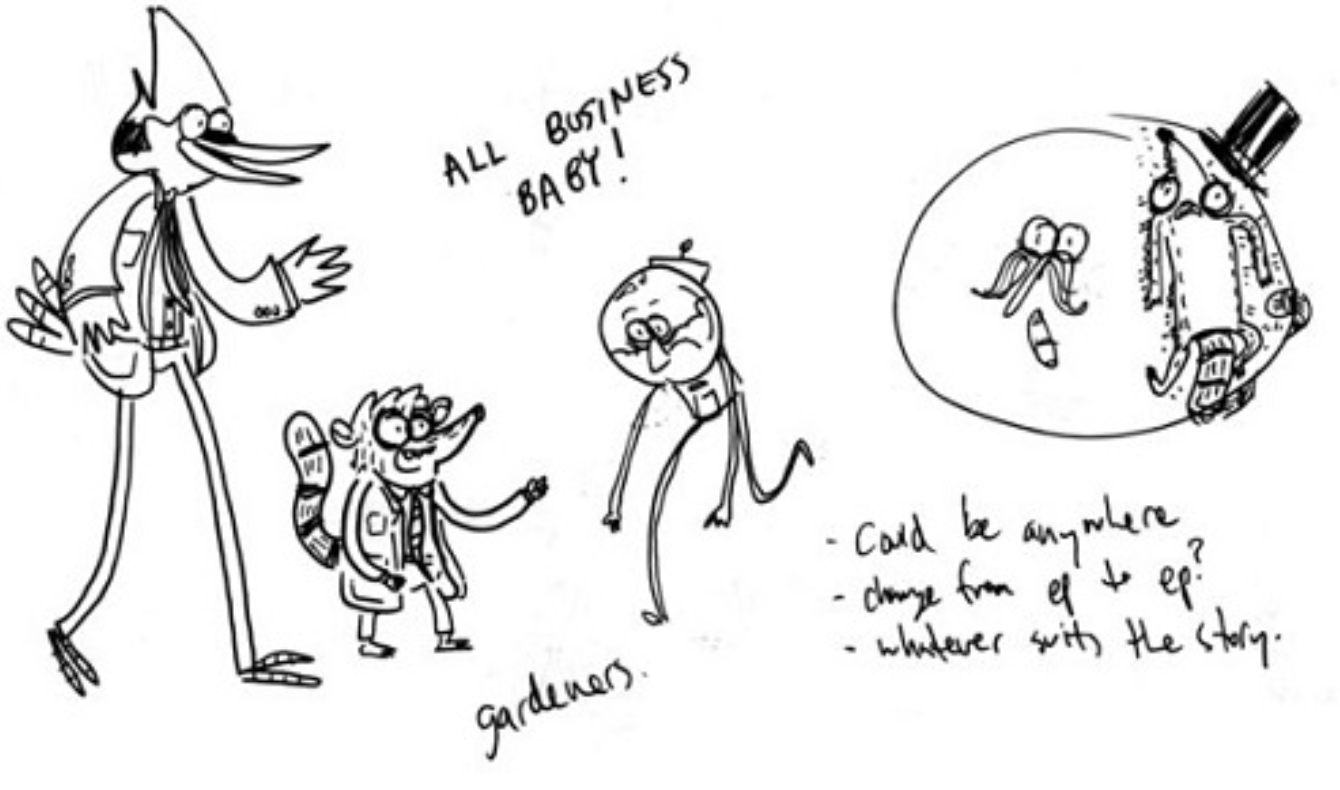 ALL BUSINESS
BABY!
- Could be anywhere
- change from ep to ep?
- whatever suits the story.
gardeners.